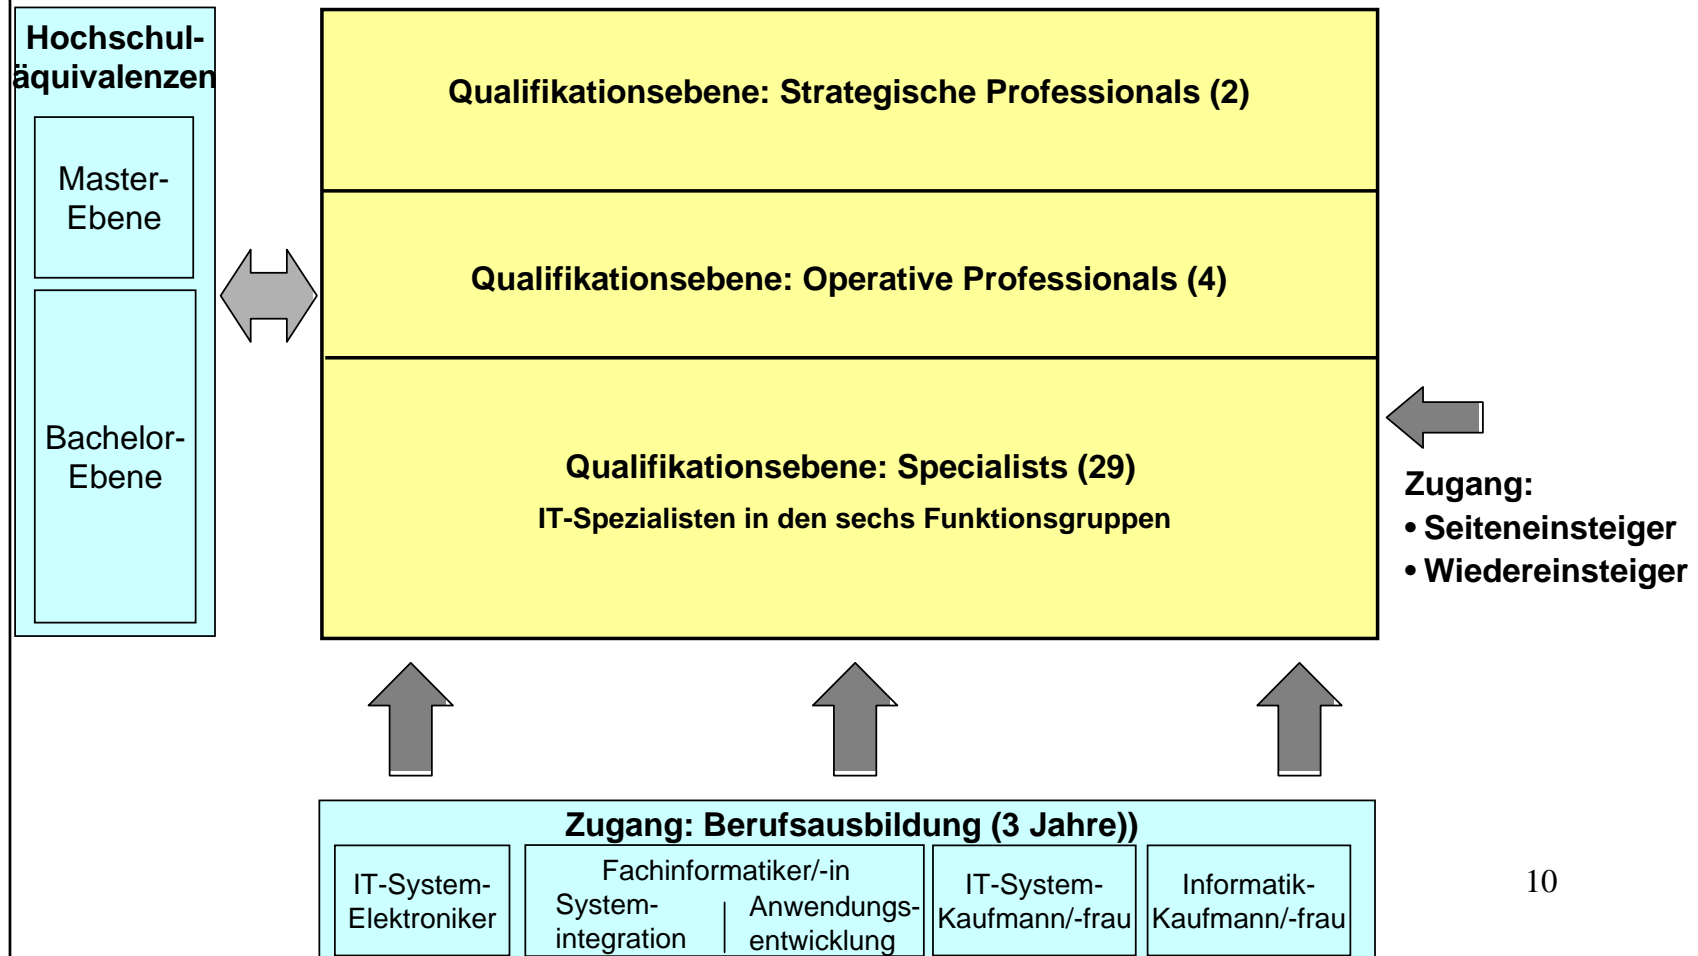 Hochschul-
äquivalenzen
Master-
Ebene
Bachelor-
Ebene
Qualifikationsebene: Strategische Professionals (2)
Qualifikationsebene: Operative Professionals (4)
Qualifikationsebene: Specialists (29)
IT-Spezialisten in den sechs Funktionsgruppen
Zugang:
• Seiteneinsteiger
• Wiedereinsteiger
Zugang: Berufsausbildung (3 Jahre))
IT-System-
Elektroniker
Fachinformatiker/-in
System-
integration
Anwendungs-
entwicklung
IT-System-
Kaufmann/-frau
Informatik-
Kaufmann/-frau
10